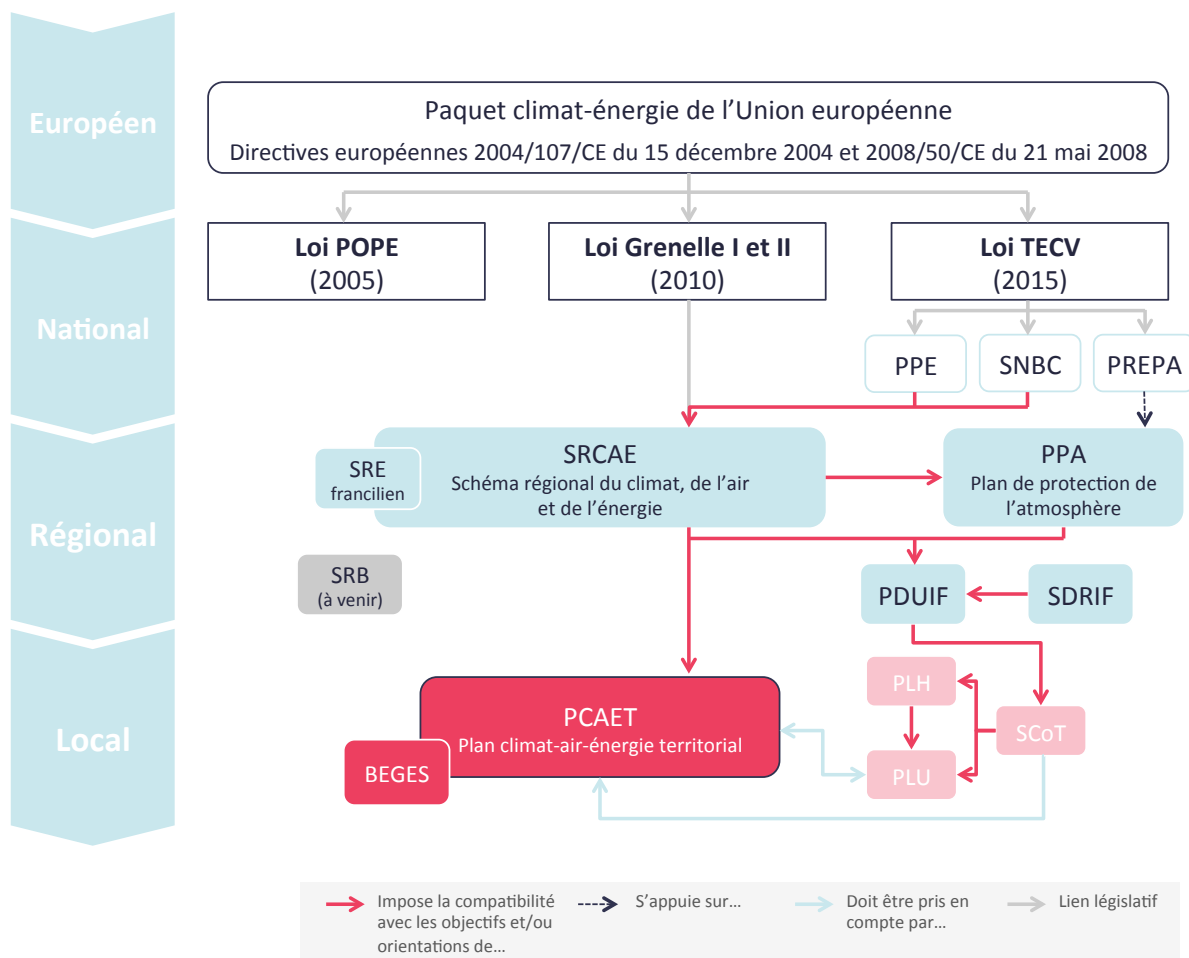 Européen
Paquet climat-énergie de l'Union européenne
Directives européennes 2004/107/CE du 15 décembre 2004 et 2008/50/CE du 21 mai 2008
National
Loi POPE
(2005)
Loi Grenelle I et II
(2010)
Loi TECV
(2015)
PPE
SNBC
PREPA
Régional
SRE
francilien
SRCAE
Schéma régional du climat, de l'air
et de l'énergie
PPA
Plan de protection de
l'atmosphère
SRB
(à venir)
PDUIF
SDRIF
Local
PCAET
Plan climat-air-énergie territorial
BEGES
PLH
SCoT
PLU
Impose la compatibilité
avec les objectifs et/ou
orientations de…
S'appuie sur…
Doit être pris en
compte par…
Lien législatif